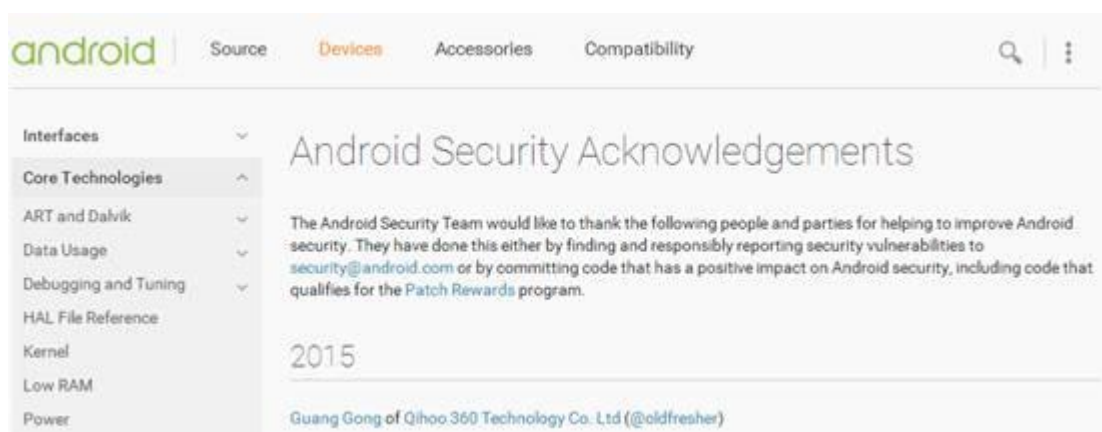 android Source Devices Accessories Compatibility
Interfaces
Core Technologies
ART and Dalvik
Data Usage
Debugging and Tuning
HAL File Reference
Kernel
Low RAM
Power
Android Security Acknowledgements
The Android Security Team would like to thank the following people and parties for helping to improve Android
security. They have done this either by finding and responsibly reporting security vulnerabilities to
security@android.com or by committing code that has a positive impact on Android security, including code that
qualifies for the Patch Rewards program.
2015
Guang Gong of Qihoo 360 Technology Co. Ltd (@oldfresher)